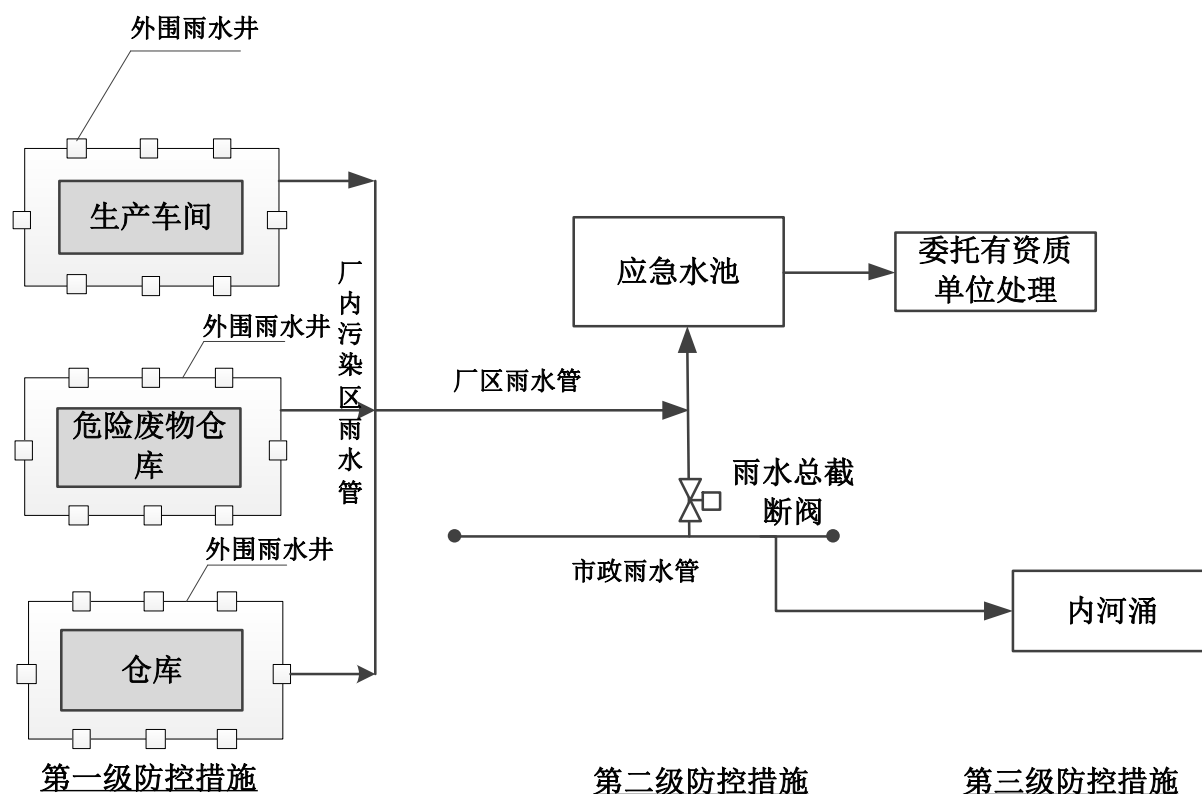 外围雨水井
生产车间
厂内污染区雨水管
外围雨水井
危险废物仓
库
外围雨水井
仓库
厂区雨水管
应急水池
委托有资质
单位处理
雨水总截
断阀
市政雨水管
内河涌
第一级防控措施
第二级防控措施
第三级防控措施